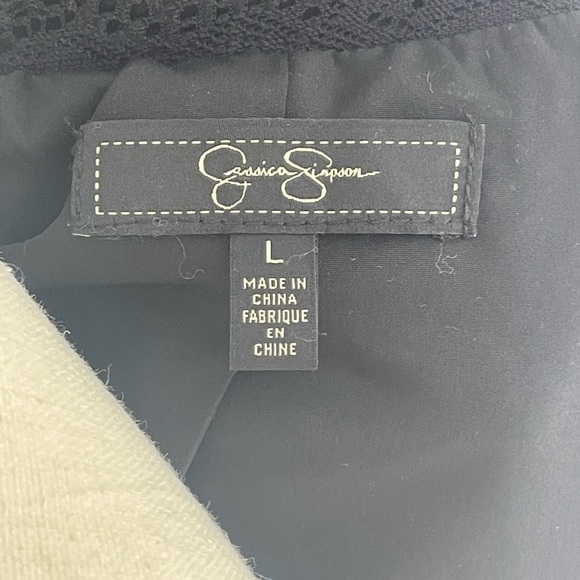 Jessica Simpson
L
MADE IN
CHINA
FABRIQUE
EN
CHINE